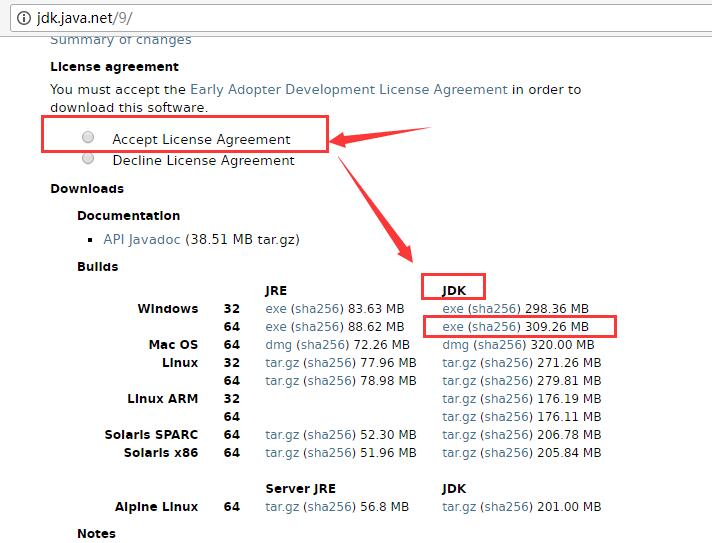 jdk.java.net/9/
Summary of changes
License agreement
You must accept the Early Adopter Development License Agreement in order to
download this software.
Accept License Agreement
Decline License Agreement
Downloads
Documentation
API Javadoc (38.51 MB tar.gz)
Builds
JRE JDK
Windows 32 exe (sha256) 83.63 MB exe (sha256) 298.36 MB
64 exe (sha256) 88.62 MB exe (sha256) 309.26 MB
Mac OS 64 dmg (sha256) 72.26 MB dmg (sha256) 320.00 MB
Linux 32 tar.gz (sha256) 77.96 MB tar.gz (sha256) 271.26 MB
64 tar.gz (sha256) 78.98 MB tar.gz (sha256) 279.81 MB
Linux ARM 32 tar.gz (sha256) 176.19 MB
64 tar.gz (sha256) 176.11 MB
Solaris SPARC 64 tar.gz (sha256) 52.30 MB tar.gz (sha256) 206.78 MB
Solaris x86 64 tar.gz (sha256) 51.96 MB tar.gz (sha256) 205.84 MB
Server JRE JDK
Alpine Linux 64 tar.gz (sha256) 56.8 MB tar.gz (sha256) 201.00 MB
Notes